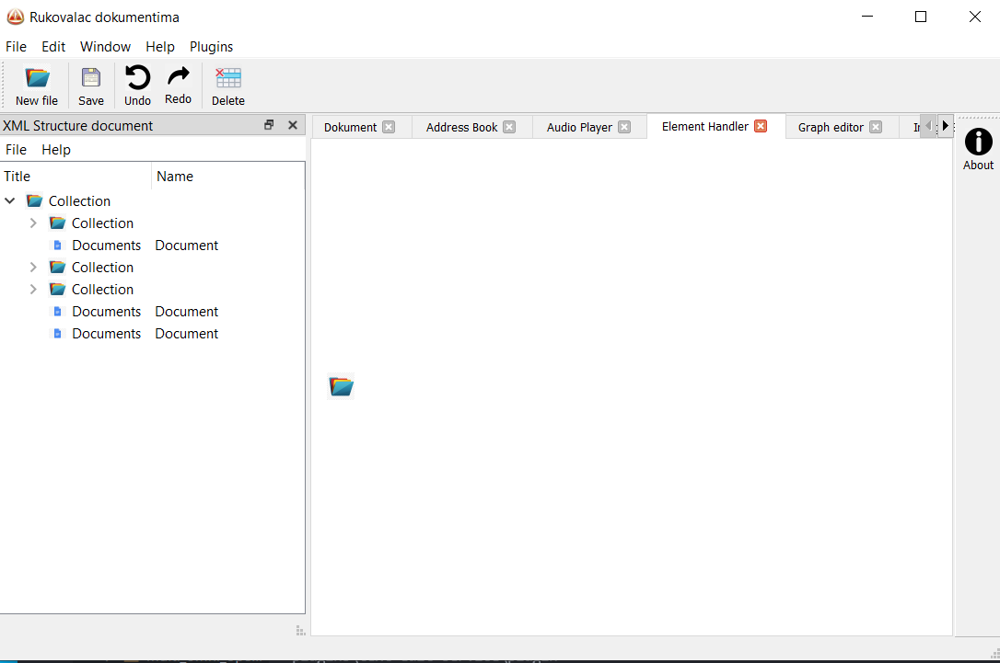 Rukovalac dokumentima
File Edit Window Help Plugins
New file Save Undo Redo Delete
XML Structure document
File Help
Title Name
Collection
Collection
Documents Document
Collection
Collection
Documents Document
Documents Document
Dokument Address Book Audio Player Element Handler Graph editor
About